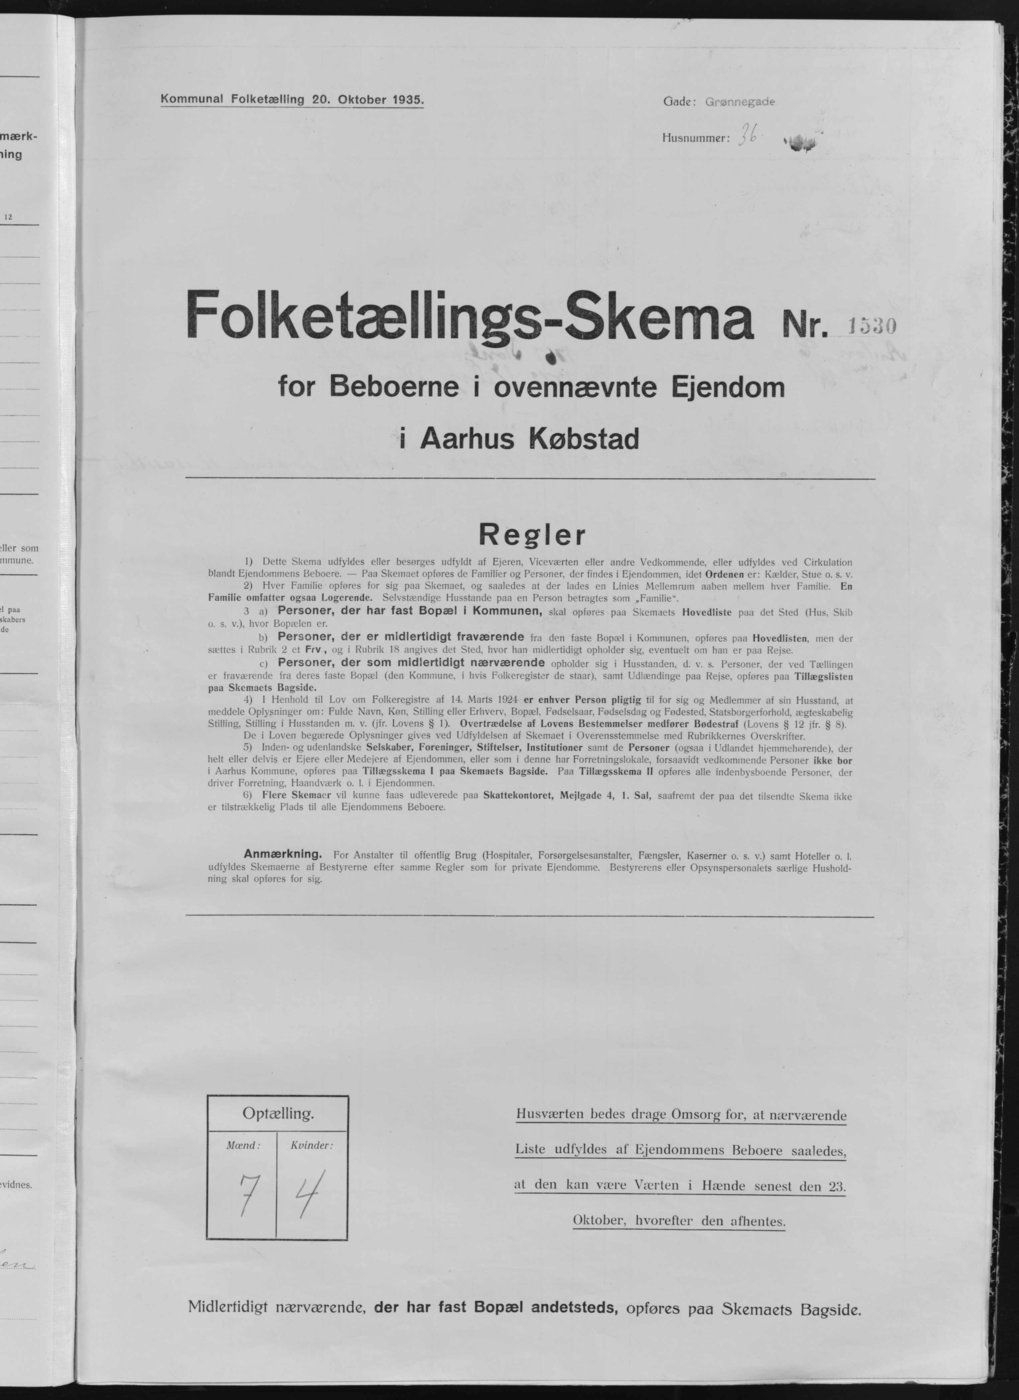 Kommunal Folketælling 20. Oktober 1935.
Gade: Grønnegade
Husnummer: 36
mærk-
ning
12
Folketællings-Skema Nr. 1530
for Beboerne i ovennævnte Ejendom
i Aarhus Købstad
Regler
1) Dette Skema udfyldes eller besørges udfyldt af Ejeren, Viceværten eller andre Vedkommende, eller udfyldes ved Cirkulation
blandt Ejendommens Beboere. — Paa Skemaet opføres de Familier og Personer, der findes i Ejendommen, idet Ordenen er: Kælder, Stue o. s. v.
2) Hver Familie opføres for sig paa Skemaet, og saaledes at der lades en Linies Mellemrum aaben mellem hver Familie. En
Familie omfatter ogsaa Logerende. Selvstændige Husstande paa en Person betragtes som „Familie“.
3 a) Personer, der har fast Bopæl i Kommunen, skal opføres paa Skemaets Hovedliste paa det Sted (Hus, Skib
o. s. v.), hvor Bopælen er.
b) Personer, der er midlertidigt fraværende fra den faste Bopæl i Kommunen, opføres paa Hovedlisten, men der
sættes i Rubrik 2 et Frv., og i Rubrik 18 angives det Sted, hvor han midlertidigt opholder sig, eventuelt om han er paa Rejse.
c) Personer, der som midlertidigt nærværende opholder sig i Husstanden, d. v. s. Personer, der ved Tællingen
er fraværende fra deres faste Bopæl (den Kommune, i hvis Folkeregister de staar), samt Udlændinge paa Rejse, opføres paa Tillægslisten
paa Skemaets Bagside.
4) I Henhold til Lov om Folkeregistre af 14. Marts 1924 er enhver Person pligtig til for sig og Medlemmer af sin Husstand, at
meddele Oplysninger om: Fulde Navn, Køn, Stilling eller Erhverv, Bopæl, Fødselsaar, Fødselsdag og Fødested, Statsborgerforhold, ægteskabelig
Stilling, Stilling i Husstanden m. v. (jfr. Lovens § 1). Overtrædelse af Lovens Bestemmelser medfører Bødestraf (Lovens § 12 jfr. § 8).
De i Loven begærede Oplysninger gives ved Udfyldelsen af Skemaet i Overensstemmelse med Rubrikkernes Overskrifter.
5) Inden- og udenlandske Selskaber, Foreninger, Stiftelser, Institutioner samt de Personer (ogsaa i Udlandet hjemmehørende), der
helt eller delvis er Ejere eller Medejere af Ejendommen, eller som i denne har Forretningslokale, forsaavidt vedkommende Personer ikke bor
i Aarhus Kommune, opføres paa Tillægsskema I paa Skemaets Bagside. Paa Tillægsskema II opføres alle indenbysboende Personer, der
driver Forretning, Haandværk o. l. i Ejendommen.
6) Flere Skemaer vil kunne faas udleverede paa Skattekontoret, Mejlgade 4, 1. Sal, saafremt der paa det tilsendte Skema ikke
er tilstrækkelig Plads til alle Ejendommens Beboere.
eller som
mmune.
el paa
skabers
de
Anmærkning. For Anstalter til offentlig Brug (Hospitaler, Forsørgelsesanstalter, Fængsler, Kaserner o. s. v.) samt Hoteller o. l.
udfyldes Skemaerne af Bestyrerne efter samme Regler som for private Ejendomme. Bestyrerens eller Opsynspersonalets særlige Hushold-
ning skal opføres for sig.
Optælling.
Mænd: Kvinder:
7 4
Husværten bedes drage Omsorg for, at nærværende
Liste udfyldes af Ejendommens Beboere saaledes,
at den kan være Værten i Hænde senest den 23.
Oktober, hvorefter den afhentes.
evidnes.
Midlertidigt nærværende, der har fast Bopæl andetsteds, opføres paa Skemaets Bagside.